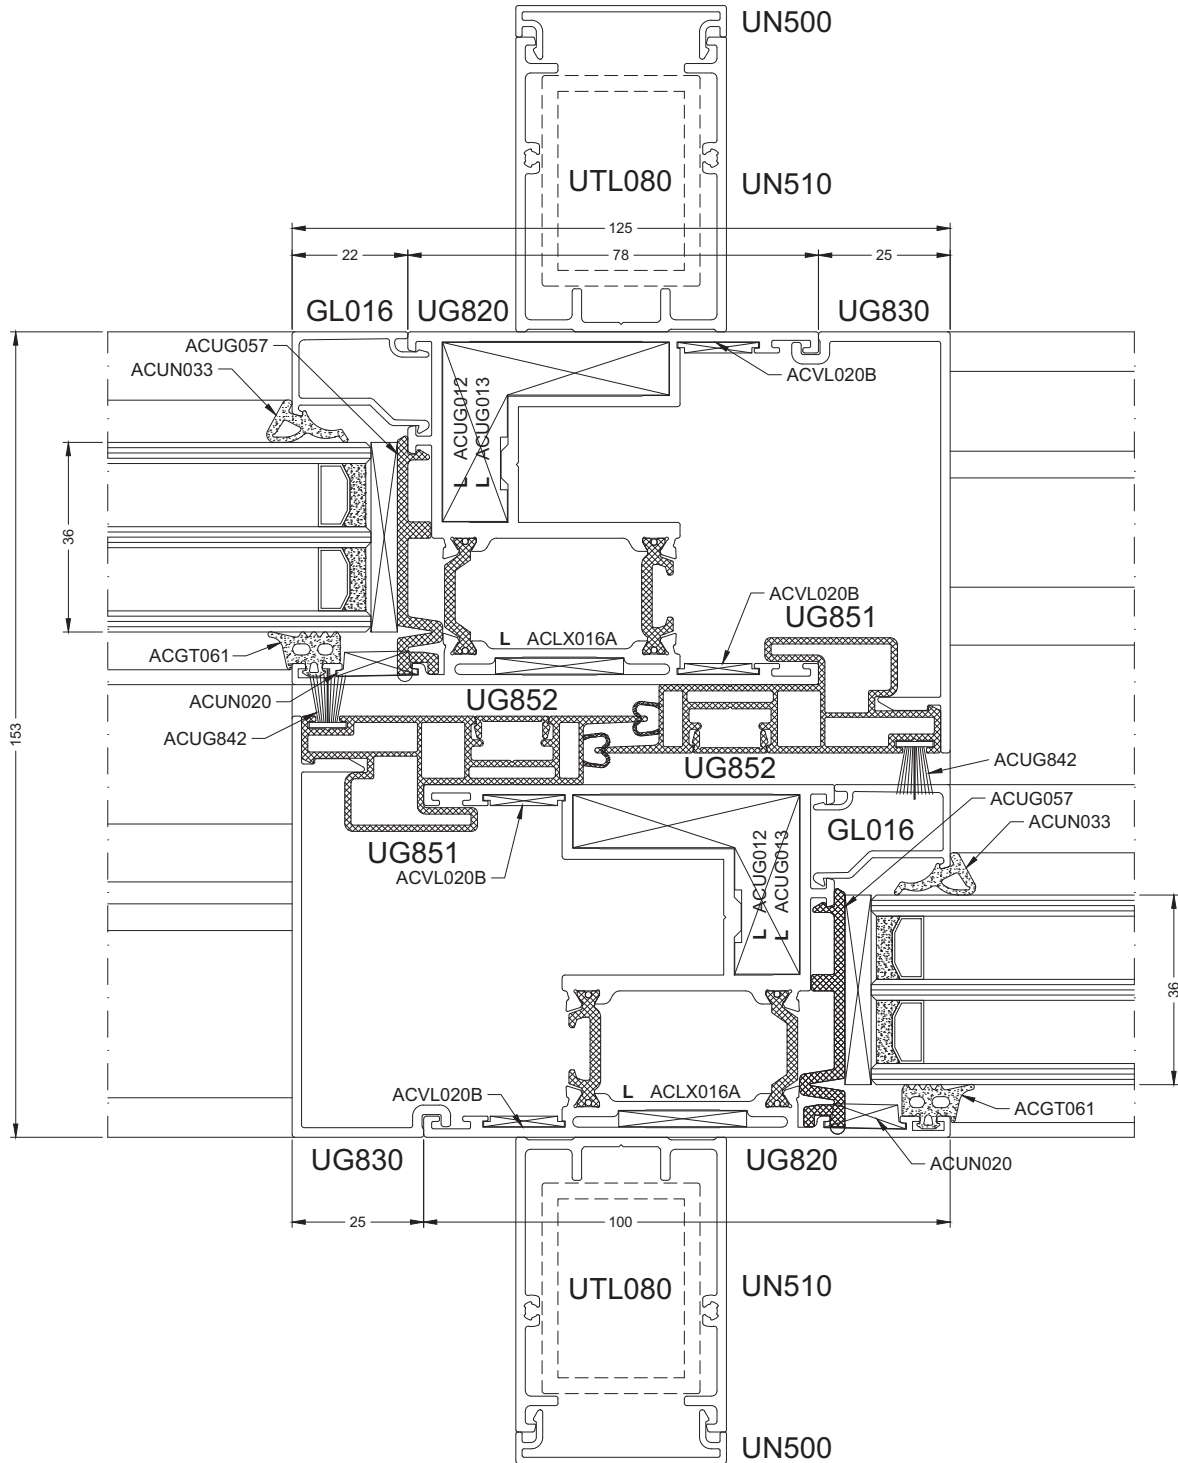 UN500
UTL080
UN510
125
22
78
25
GL016
UG820
UG830
ACUG057
ACUN033
ACVL020B
L ACUG012
L ACUG013
36
ACVL020B
UG851
L ACLX016A
ACGT061
ACUN020
UG852
153
ACUG842
UG852
ACUG842
ACUG057
GL016
ACUN033
UG851
ACVL020B
L ACUG012
L ACUG013
36
ACVL020B
L ACLX016A
ACGT061
UG830
UG820
ACUN020
25
100
UTL080
UN510
UN500